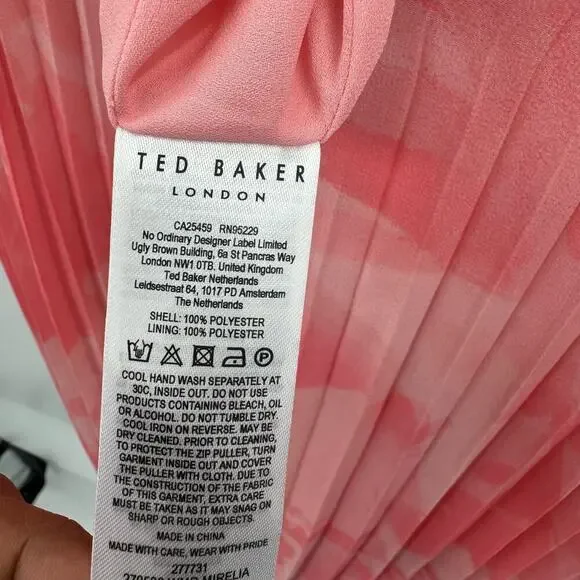 TED BAKER
LONDON
CA25459 RN95229
No Ordinary Designer Label Limited
Ugly Brown Building, 6a St Pancras Way
London NW1 0TB, United Kingdom
Ted Baker Netherlands
Leidsestraat 64, 1017 PD Amsterdam
The Netherlands
SHELL: 100% POLYESTER
LINING: 100% POLYESTER
P
COOL HAND WASH SEPARATELY AT
30C, INSIDE OUT. DO NOT USE
PRODUCTS CONTAINING BLEACH, OIL
OR ALCOHOL. DO NOT TUMBLE DRY.
COOL IRON ON REVERSE. MAY BE
DRY CLEANED. PRIOR TO CLEANING,
TO PROTECT THE ZIP PULLER, TURN
GARMENT INSIDE OUT AND COVER
THE PULLER WITH CLOTH. DUE TO
THE CONSTRUCTION OF THE FABRIC
OF THIS GARMENT, EXTRA CARE
MUST BE TAKEN AS IT MAY SNAG ON
SHARP OR ROUGH OBJECTS.
MADE IN CHINA
MADE WITH CARE, WEAR WITH PRIDE
277731
MIRELIA